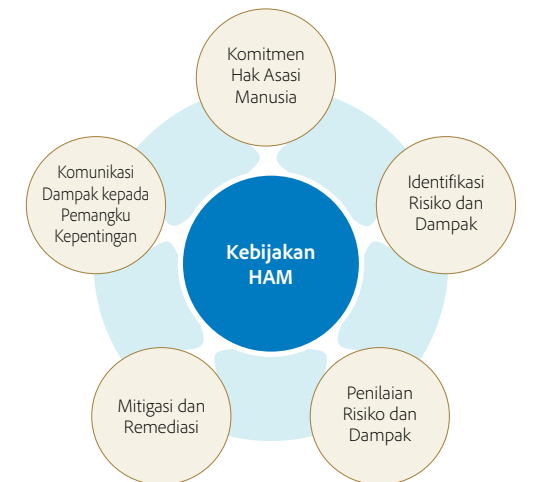 Komitmen
Hak Asasi
Manusia
Identifikasi
Risiko dan
Dampak
Penilaian
Risiko dan
Dampak
Mitigasi dan
Remediasi
Komunikasi
Dampak kepada
Pemangku
Kepentingan
Kebijakan
HAM